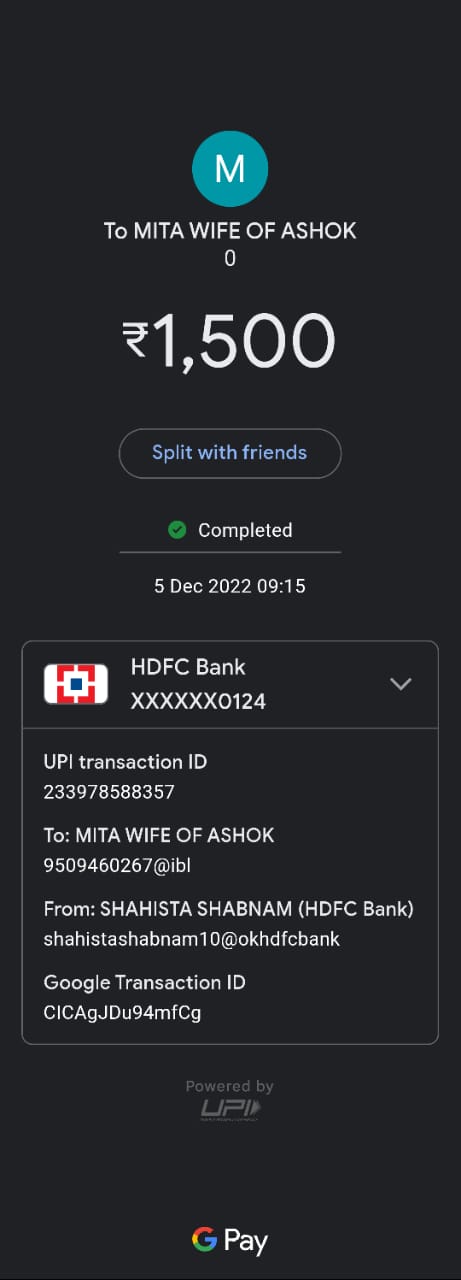 M
To MITA WIFE OF ASHOK
0
₹1,500
Split with friends
Completed
5 Dec 2022 09:15
HDFC Bank
XXXXXX0124
UPI transaction ID
233978588357
To: MITA WIFE OF ASHOK
9509460267@ibl
From: SHAHISTA SHABNAM (HDFC Bank)
shahistashabnam10@okhdfcbank
Google Transaction ID
CICAgJDu94mfCg
Powered by
UPI
G Pay